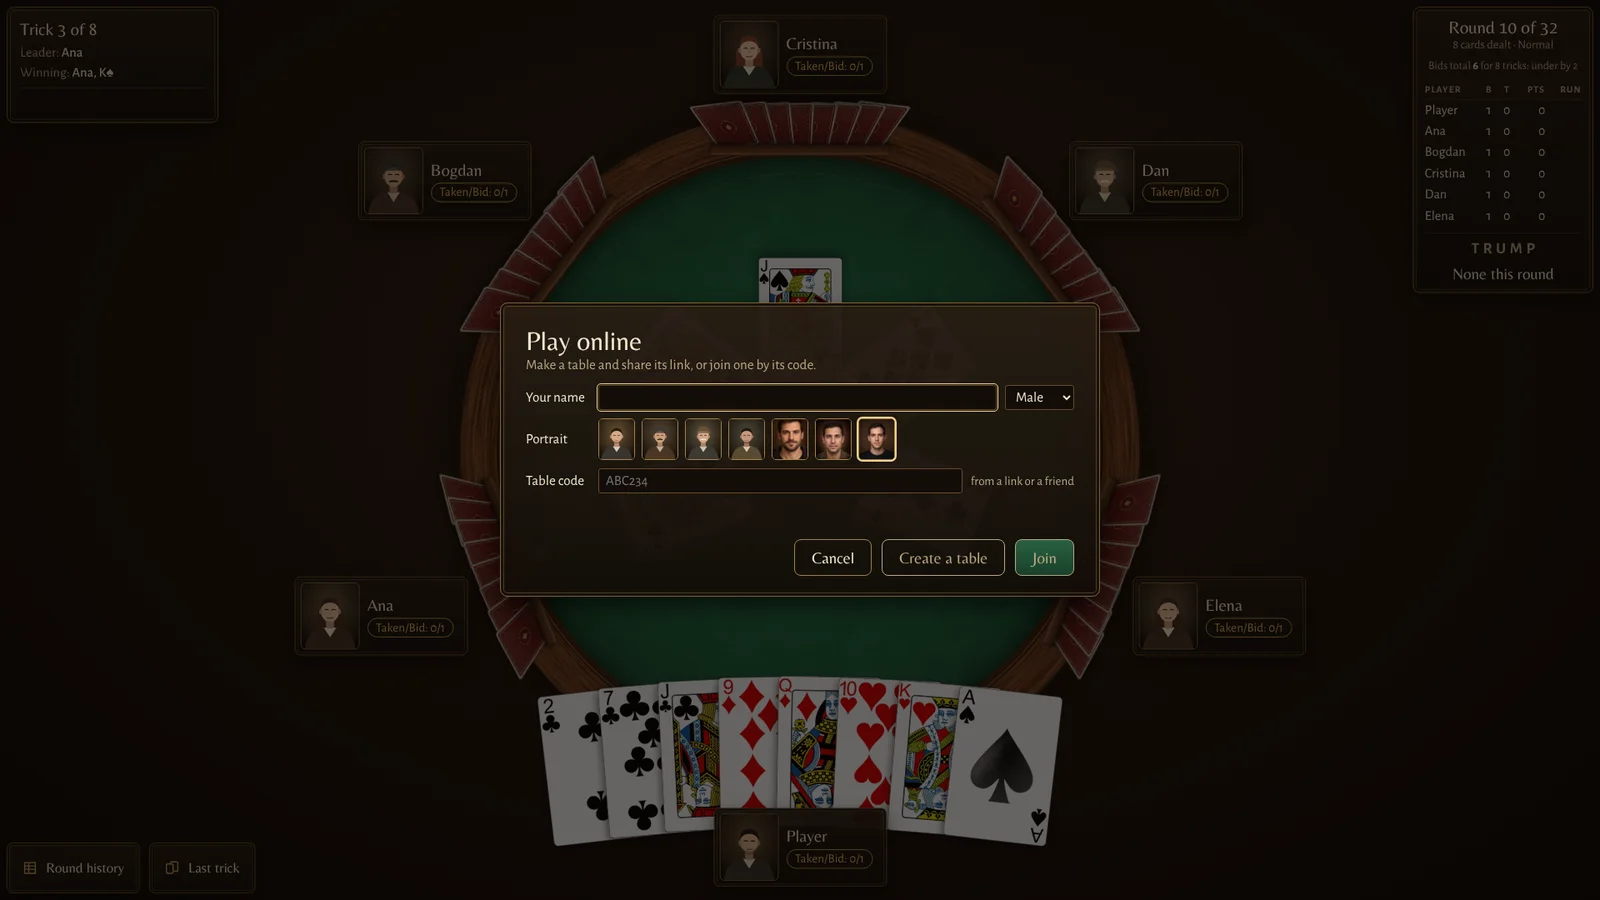 Trick 3 of 8
Leader: Ana
Winning: Ana, K♠
Cristina
Taken/Bid: 0/1
Round 10 of 32
8 cards dealt · Normal
Bids total 6 for 8 tricks: under by 2
PLAYER B T PTS RUN
Player 1 0 0
Ana 1 0 0
Bogdan 1 0 0
Cristina 1 0 0
Dan 1 0 0
Elena 1 0 0
TRUMP
None this round
Bogdan
Taken/Bid: 0/1
Dan
Taken/Bid: 0/1
J
Play online
Make a table and share its link, or join one by its code.
Your name
Male
Portrait
Table code
ABC234
from a link or a friend
Cancel
Create a table
Join
Ana
Taken/Bid: 0/1
Elena
Taken/Bid: 0/1
2
7
J
9
Q
10
K
A
A
Player
Taken/Bid: 0/1
Round history
Last trick